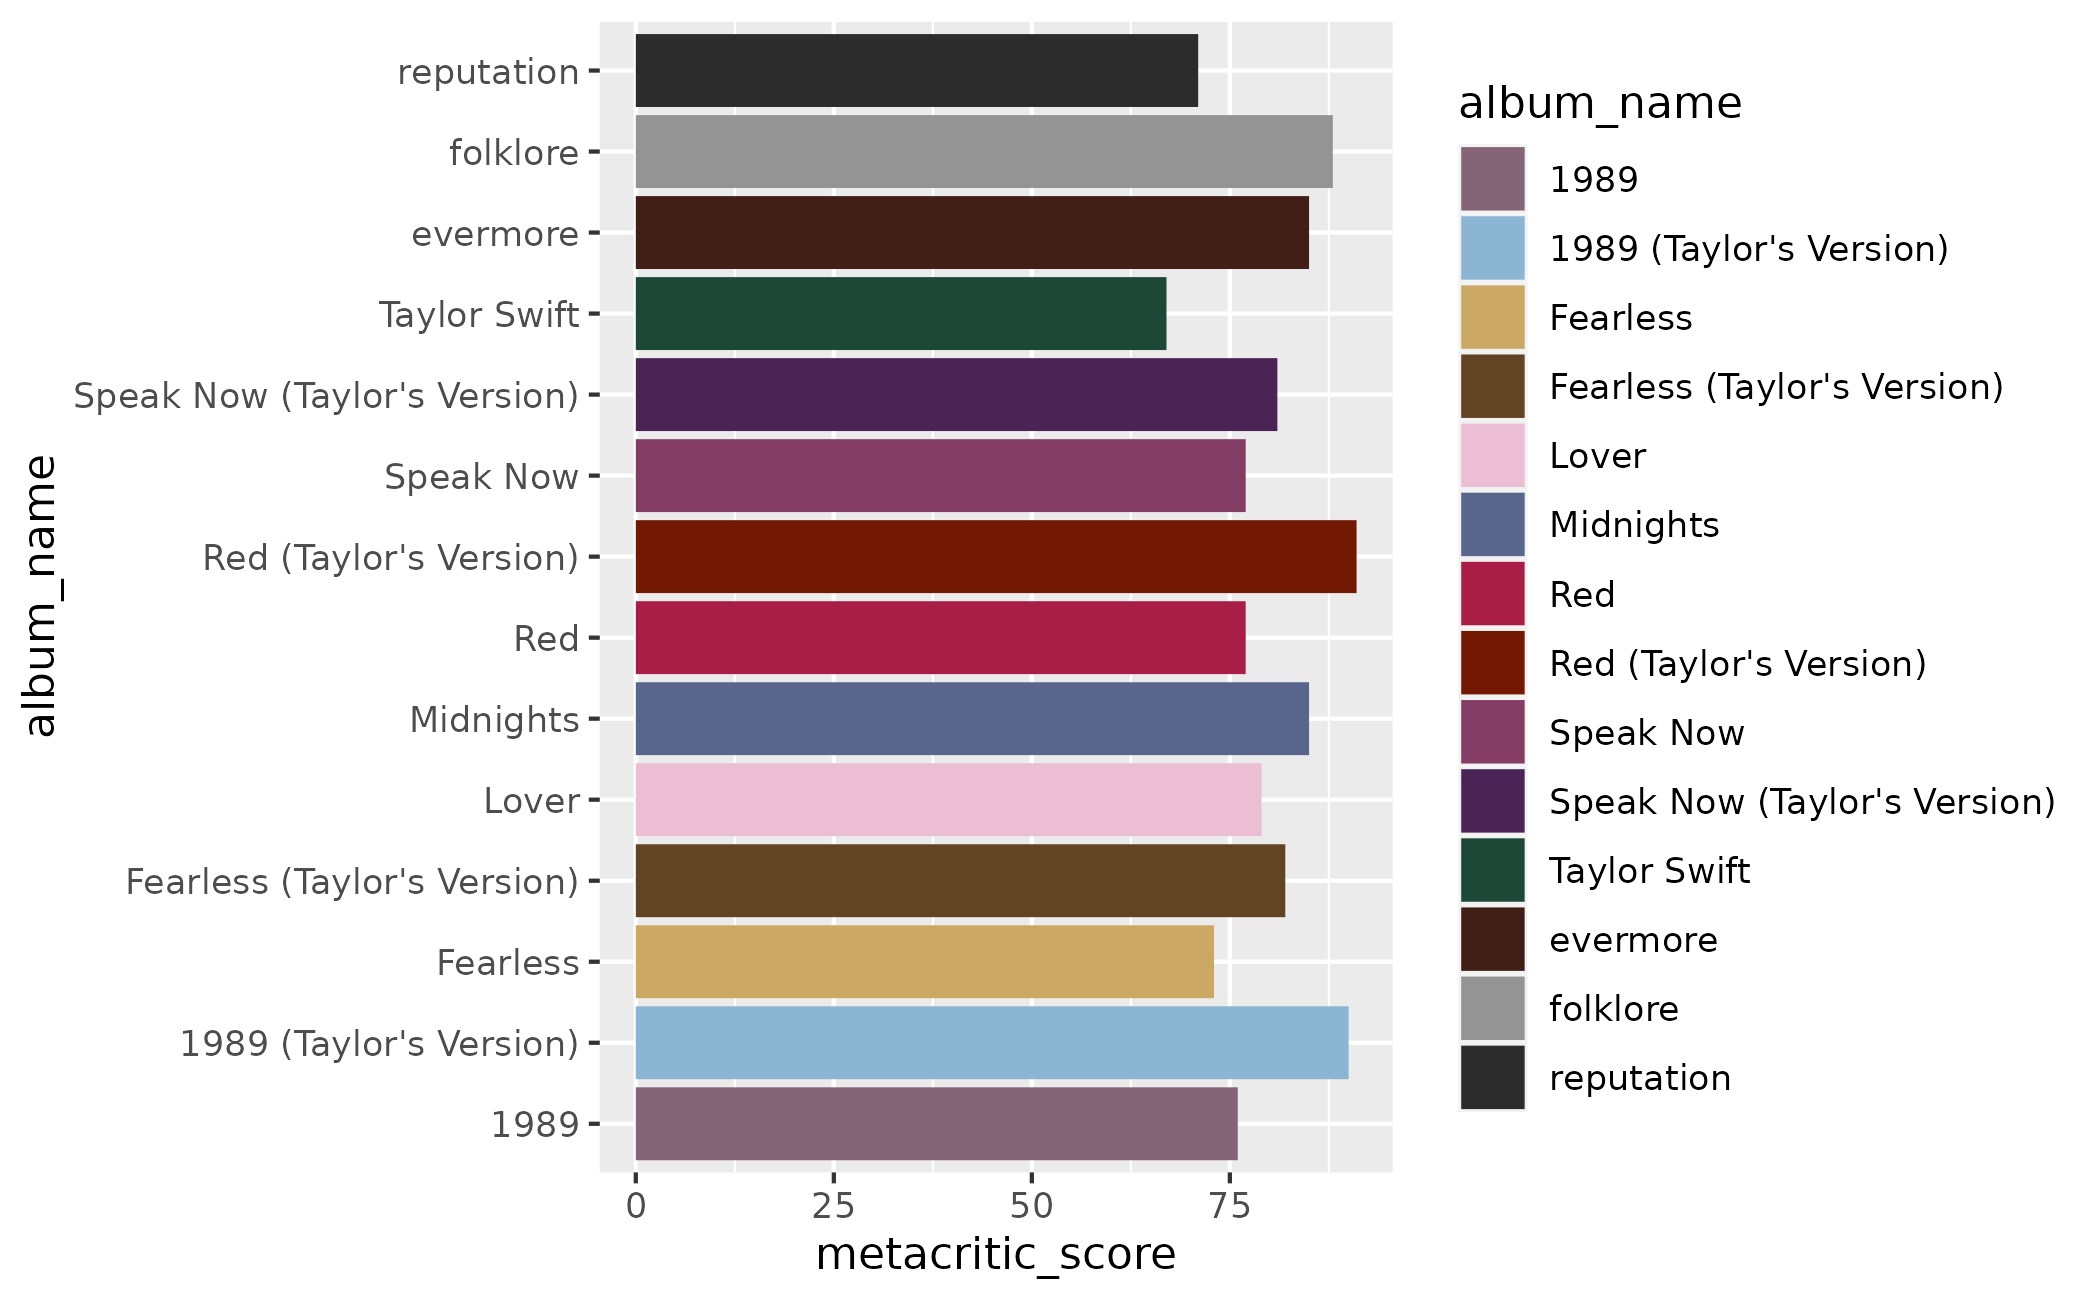 album_name
reputation
folklore
evermore
Taylor Swift
Speak Now (Taylor's Version)
Speak Now
Red (Taylor's Version)
Red
Midnights
Lover
Fearless (Taylor's Version)
Fearless
1989 (Taylor's Version)
1989
0 25 50 75
metacritic_score
album_name
1989
1989 (Taylor's Version)
Fearless
Fearless (Taylor's Version)
Lover
Midnights
Red
Red (Taylor's Version)
Speak Now
Speak Now (Taylor's Version)
Taylor Swift
evermore
folklore
reputation